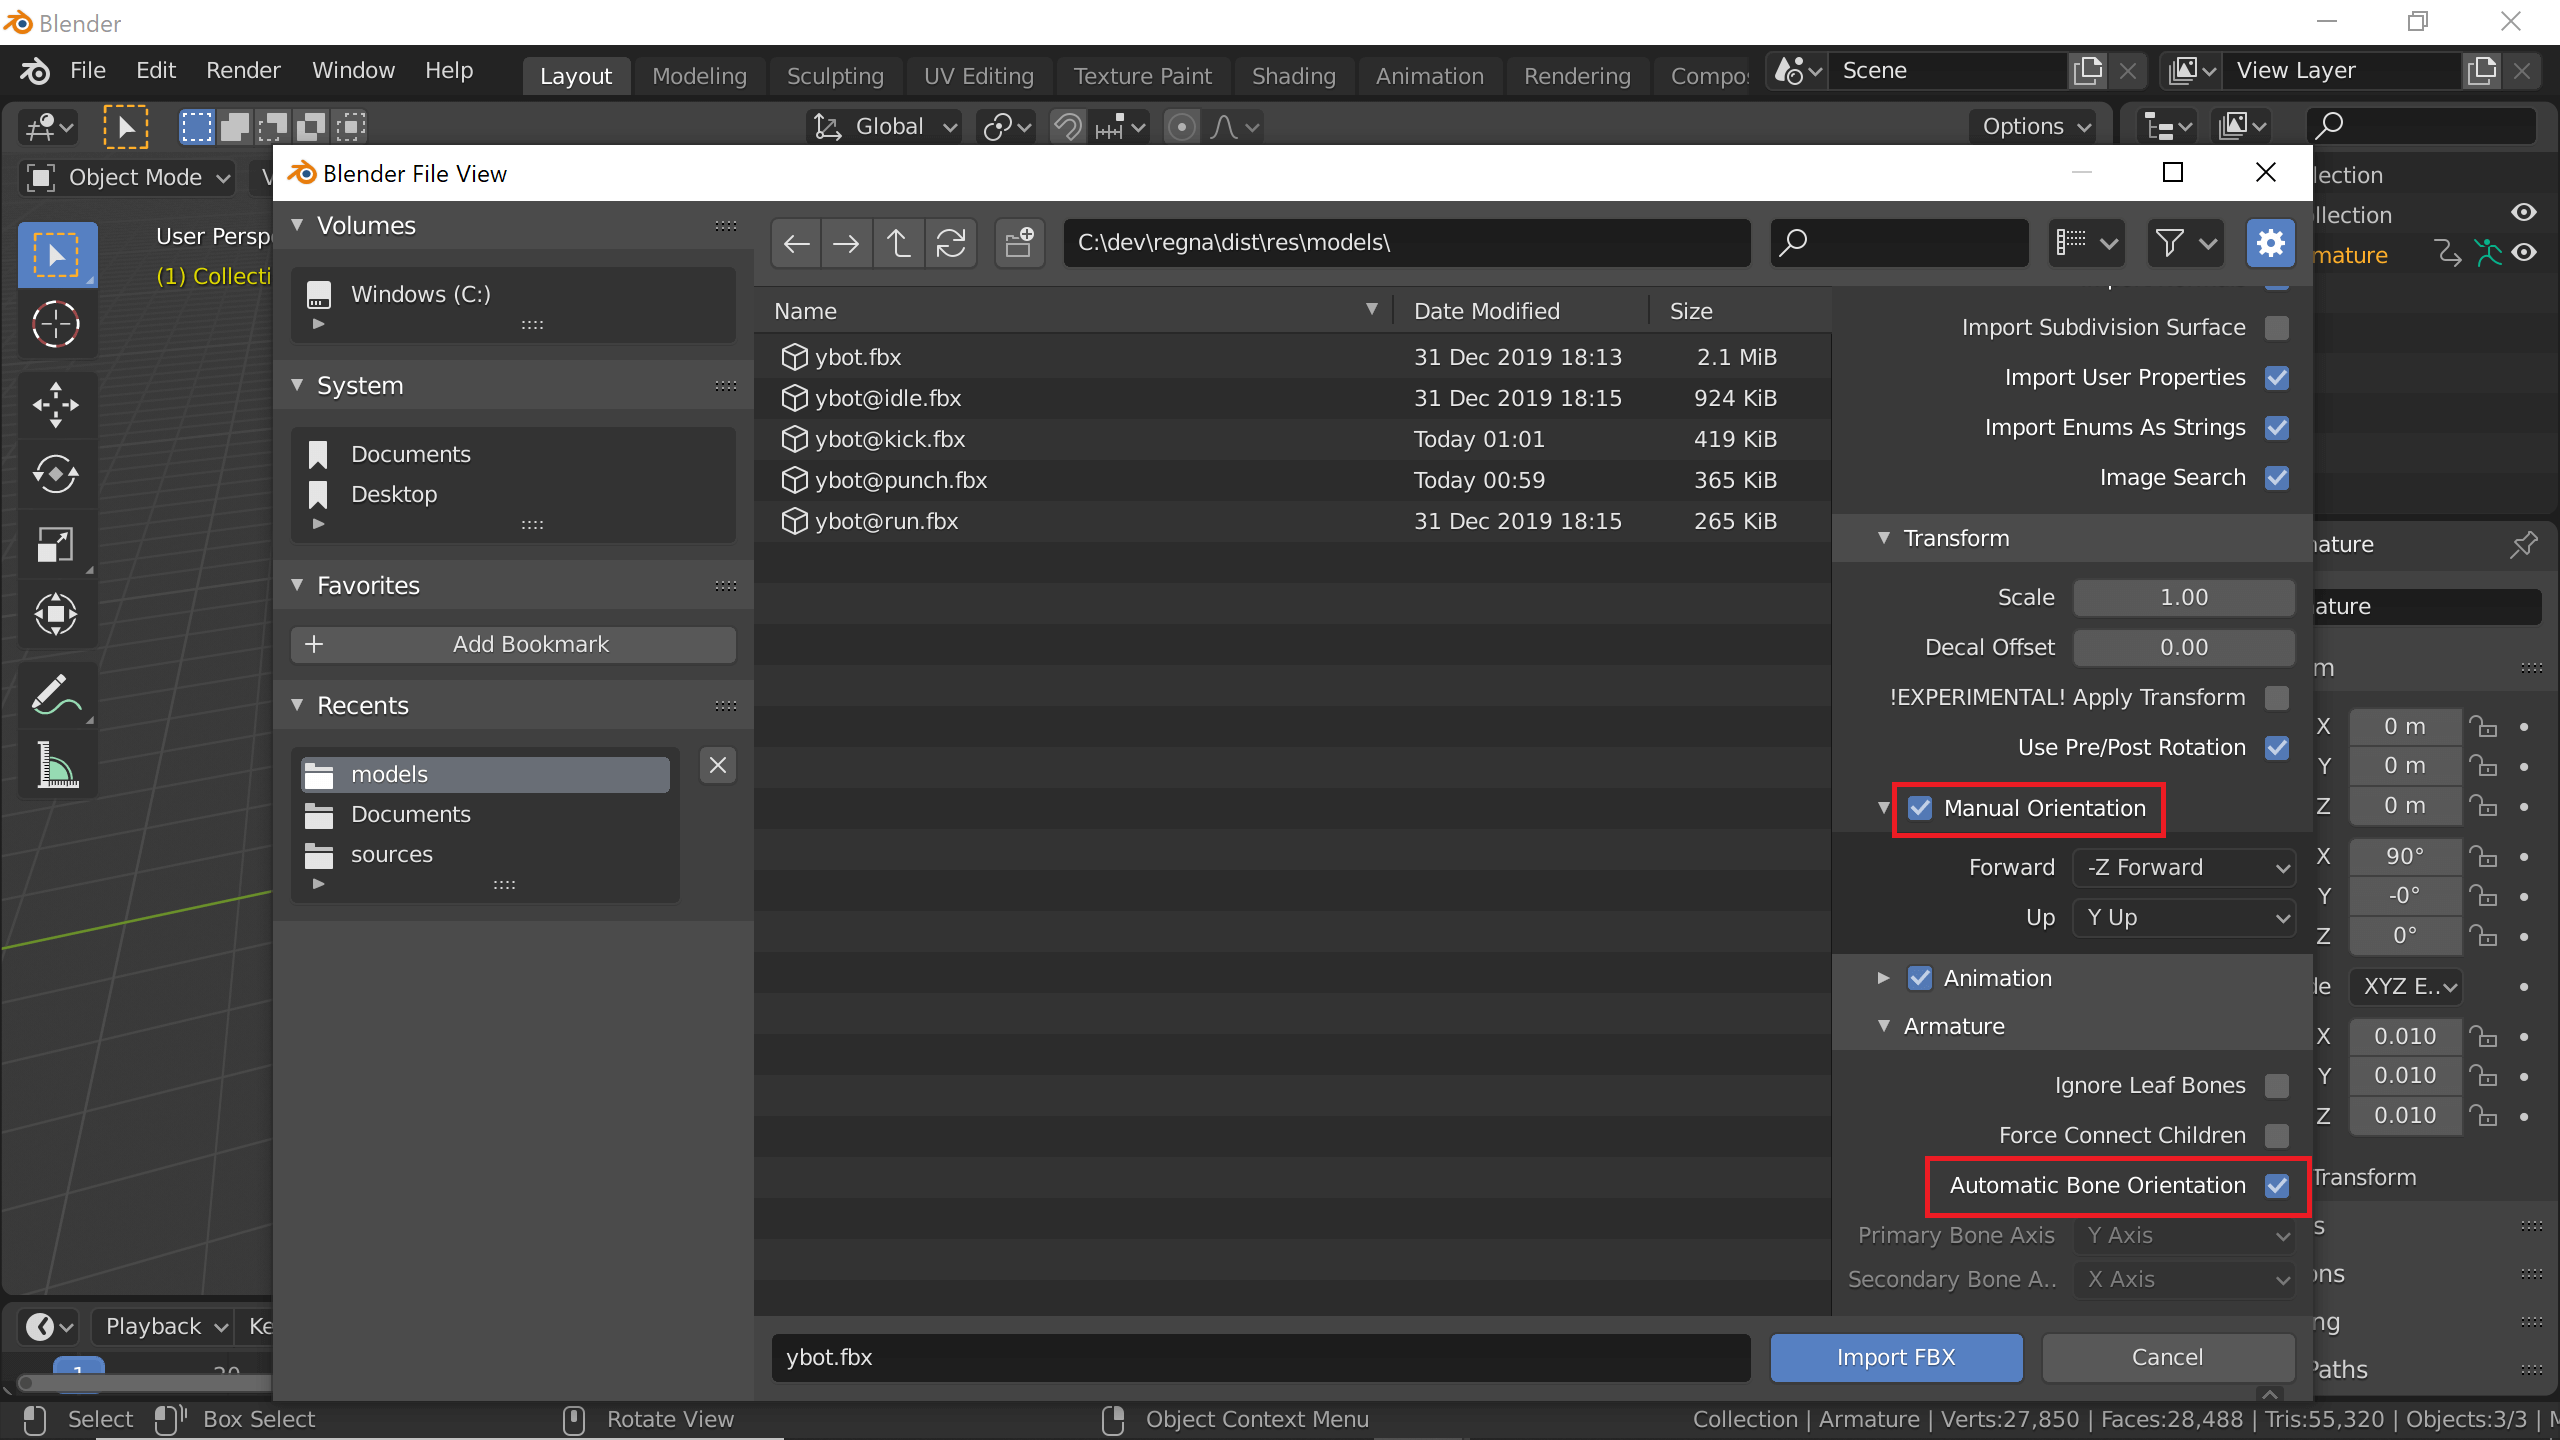 Blender
File Edit Render Window Help Layout Modeling Sculpting UV Editing Texture Paint Shading Animation Rendering Compos Scene View Layer
Global Options
Object Mode
Blender File View
lection
User Persp
llection
(1) Collecti
mature
Volumes
C:\dev\regna\dist\res\models\
Windows (C:)
Name Date Modified Size
ybot.fbx 31 Dec 2019 18:13 2.1 MiB
ybot@idle.fbx 31 Dec 2019 18:15 924 KiB
ybot@kick.fbx Today 01:01 419 KiB
ybot@punch.fbx Today 00:59 365 KiB
ybot@run.fbx 31 Dec 2019 18:15 265 KiB
System
Documents
Desktop
Favorites
Add Bookmark
Recents
models
Documents
sources
Import Subdivision Surface
Import User Properties
Import Enums As Strings
Image Search
Transform
Scale 1.00
Decal Offset 0.00
!EXPERIMENTAL! Apply Transform
Use Pre/Post Rotation
Manual Orientation
Forward -Z Forward
Up Y Up
Animation
Armature
Ignore Leaf Bones
Force Connect Children
Automatic Bone Orientation
Primary Bone Axis Y Axis
Secondary Bone A.. X Axis
ature
ature
m
X 0 m
Y 0 m
Z 0 m
X 90°
Y -0°
Z 0°
de XYZ E..
X 0.010
Y 0.010
Z 0.010
Transform
s
ons
ng
Paths
ybot.fbx Import FBX Cancel
Playback Ke
1 20
Select Box Select Rotate View Object Context Menu Collection | Armature | Verts:27,850 | Faces:28,488 | Tris:55,320 | Objects:3/3 |